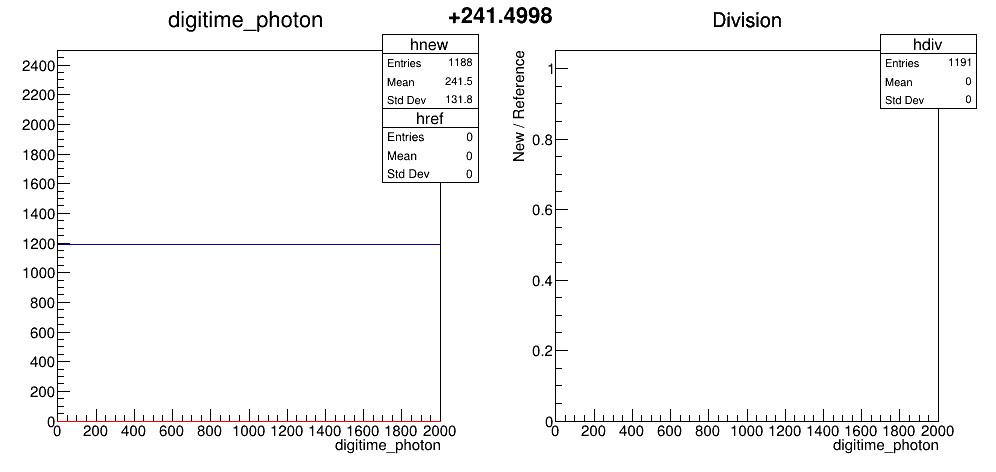 +241.4998
digitime_photon
hnew
Entries 1188
Mean 241.5
Std Dev 131.8
href
Entries 0
Mean 0
Std Dev 0
2400
2200
2000
1800
1600
1400
1200
1000
800
600
400
200
0
0 200 400 600 800 1000 1200 1400 1600 1800 2000
digitime_photon
Division
hdiv
Entries 1191
Mean 0
Std Dev 0
New / Reference
1
0.8
0.6
0.4
0.2
0
0 200 400 600 800 1000 1200 1400 1600 1800 2000
digitime_photon